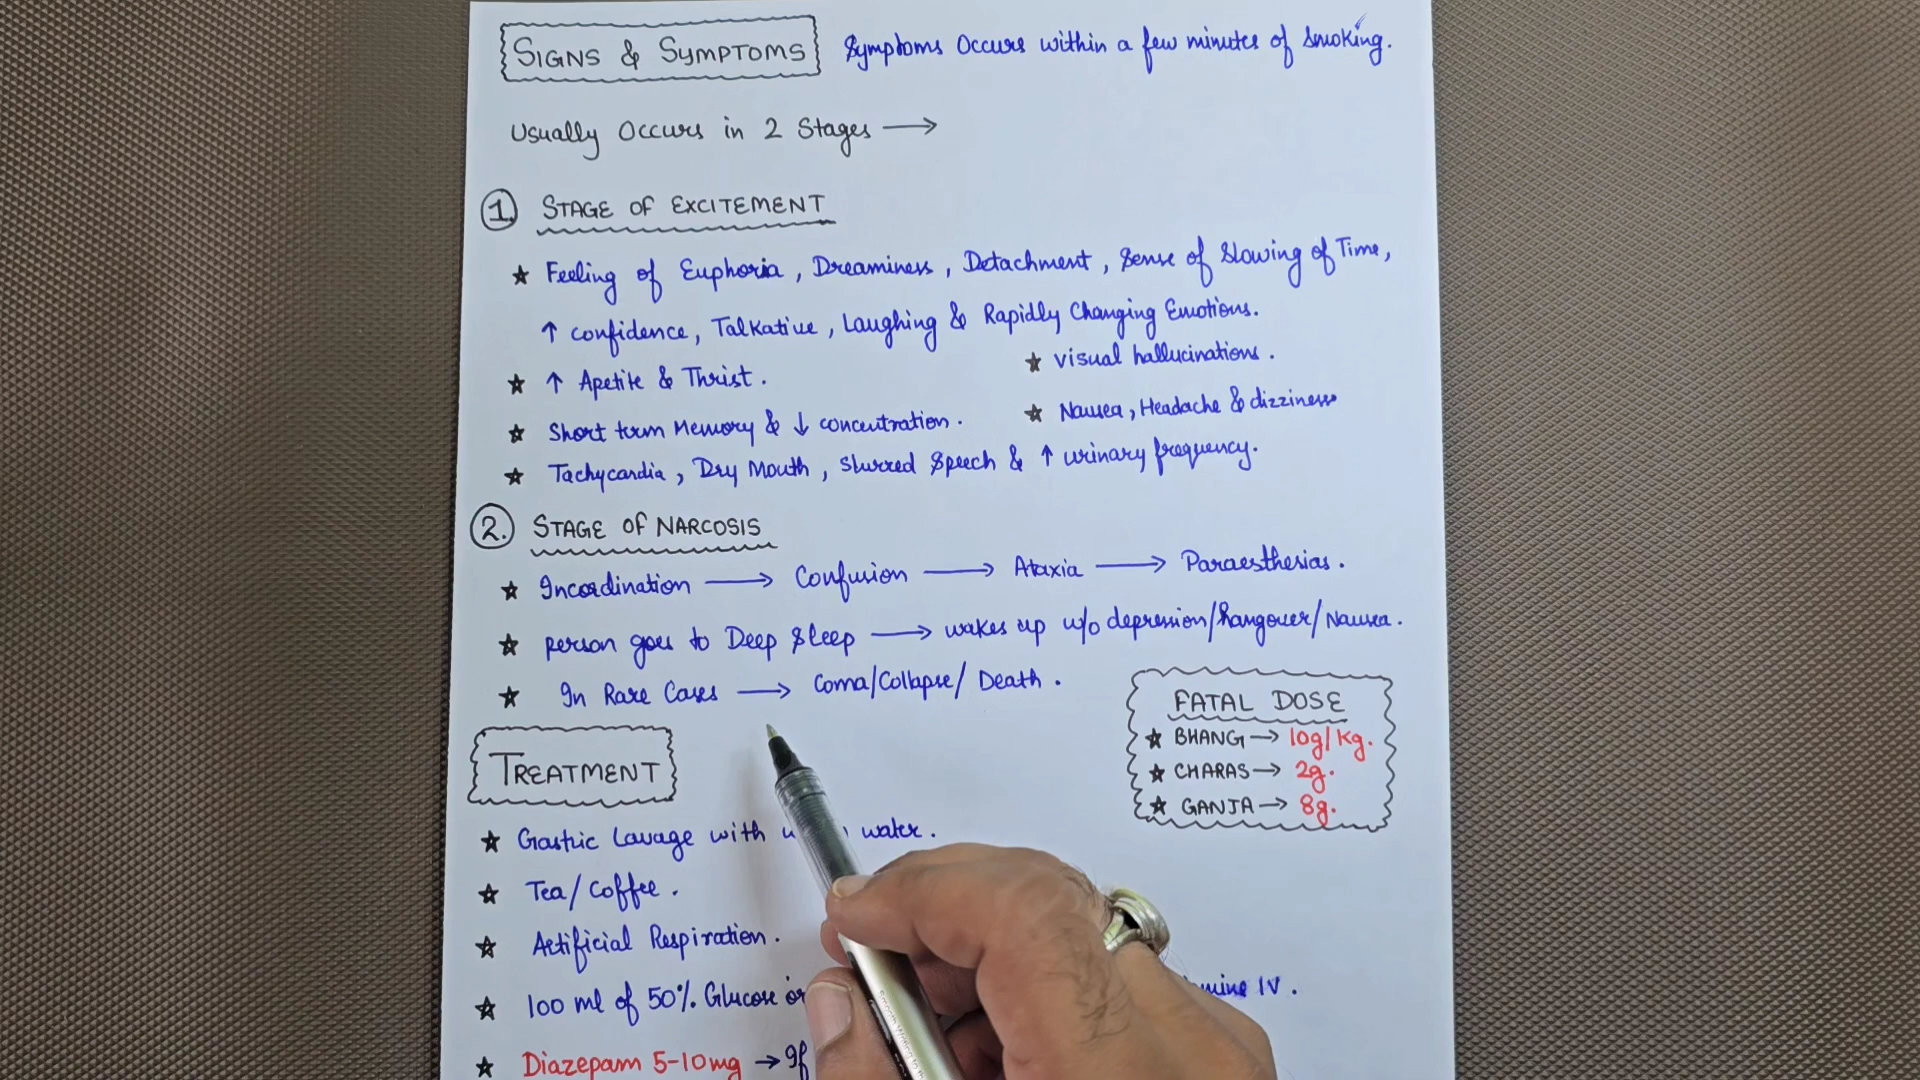 SIGNS & SYMPTOMS Symptoms Occurs within a few minutes of smoking.
Usually Occurs in 2 Stages →
1. STAGE OF EXCITEMENT
★ Feeling of Euphoria, Dreaminess, Detachment, Sense of Slowing of Time,
↑ confidence, Talkative, Laughing & Rapidly Changing Emotions.
★ ↑ Apetite & Thrist.
★ visual hallucinations.
★ Short term Memory & ↓ concentration.
★ Nausea, Headache & dizziness
★ Tachycardia, Dry Mouth, Slurred Speech & ↑ urinary frequency.
2. STAGE OF NARCOSIS
★ Incordination → Confusion → Ataxia → Paraesthesias.
★ person goes to Deep Sleep → wakes up w/o depression/hangover/Nausea.
★ In Rare Cases → Coma/Collapse/Death.
FATAL DOSE
★ BHANG → 10g/kg.
★ CHARAS → 2g.
★ GANJA → 8g.
TREATMENT
★ Gastric Lavage with water.
★ Tea/Coffee.
★ Artificial Respiration.
★ 100 ml of 50% Glucose or IV.
★ Diazepam 5-10mg → If